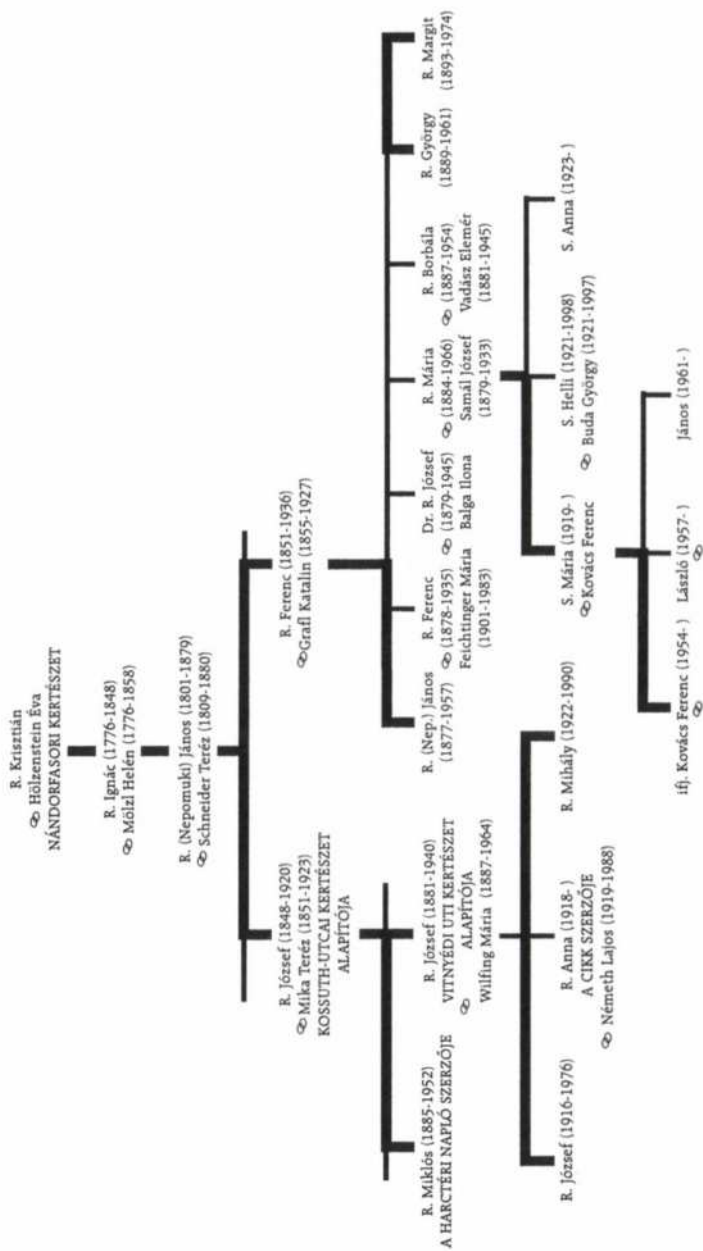 R. Krisztián
⚭ Hölzenstein Éva
NÁNDORFASORI KERTÉSZET
R. Ignác (1776-1848)
⚭ Mölzl Helén (1776-1858)
R. (Nepomuki) János (1801-1879)
⚭ Schneider Teréz (1809-1880)
R. József (1848-1920)
⚭ Mika Teréz (1851-1923)
KOSSUTH-UTCAI KERTÉSZET
ALAPÍTÓJA
R. Ferenc (1851-1936)
⚭Grafl Katalin (1855-1927)
R. Miklós (1885-1952)
A HARCTÉRI NAPLÓ SZERZŐJE
R. József (1881-1940)
VITNYÉDI UTI KERTÉSZET
ALAPÍTÓJA
⚭ Wilfing Mária (1887-1964)
R. (Nep.) János
(1877-1957)
R. Ferenc
⚭ (1878-1935)
Feichtinger Mária
(1901-1983)
Dr. R. József
⚭ (1879-1945)
Balga Ilona
R. Mária
⚭ (1884-1966)
Samál József
(1879-1933)
R. Borbála
⚭ (1887-1954)
Vadász Elemér
(1881-1945)
R. György
(1889-1961)
R. Margit
(1893-1974)
R. József (1916-1976)
R. Anna (1918- )
A CIKK SZERZŐJE
⚭ Németh Lajos (1919-1988)
R. Mihály (1922-1990)
S. Mária (1919- )
⚭ Kovács Ferenc
S. Helli (1921-1998)
⚭ Buda György (1921-1997)
S. Anna (1923- )
ifj. Kovács Ferenc (1954- )
⚭
László (1957- )
⚭
János (1961- )